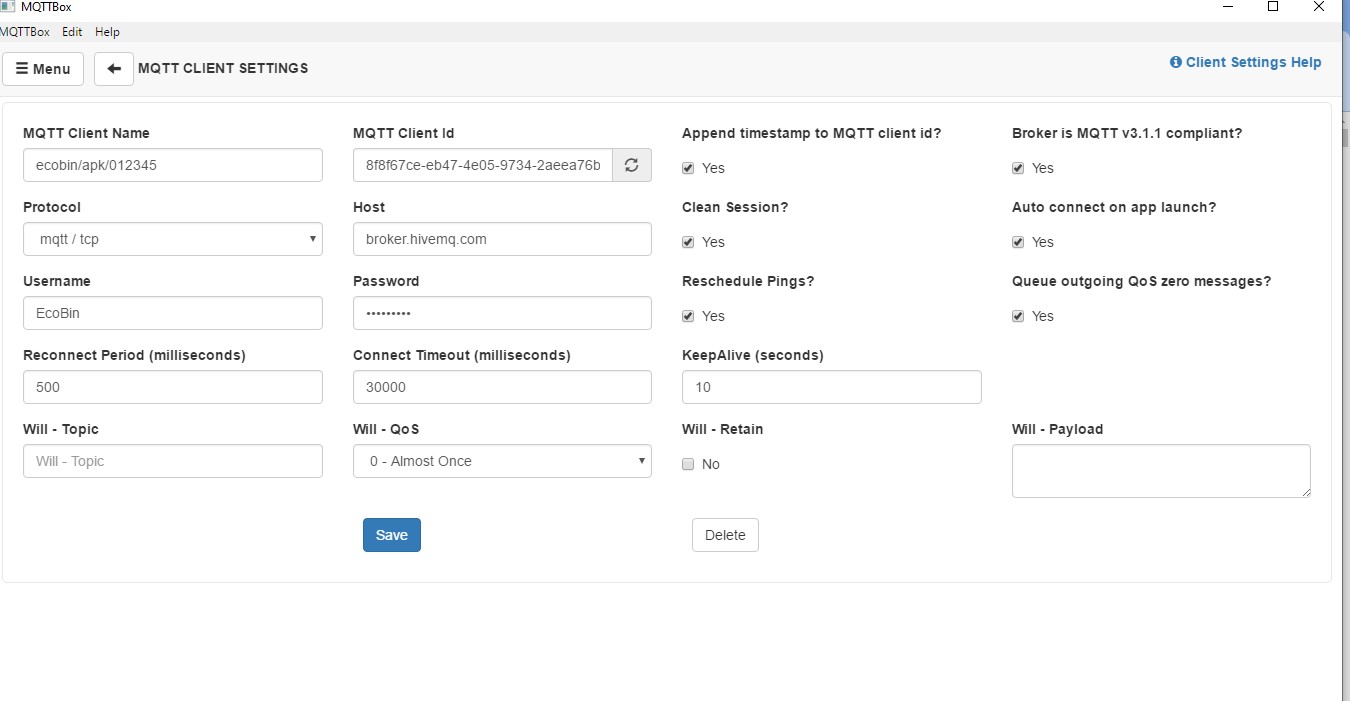 MQTTBox
MQTTBox Edit Help
Menu MQTT CLIENT SETTINGS Client Settings Help
MQTT Client Name MQTT Client Id Append timestamp to MQTT client id? Broker is MQTT v3.1.1 compliant?
ecobin/apk/012345 8f8f67ce-eb47-4e05-9734-2aeea76b Yes Yes
Protocol Host Clean Session? Auto connect on app launch?
mqtt / tcp broker.hivemq.com Yes Yes
Username Password Reschedule Pings? Queue outgoing QoS zero messages?
EcoBin ••••••••• Yes Yes
Reconnect Period (milliseconds) Connect Timeout (milliseconds) KeepAlive (seconds)
500 30000 10
Will - Topic Will - QoS Will - Retain Will - Payload
Will - Topic 0 - Almost Once No
Save Delete